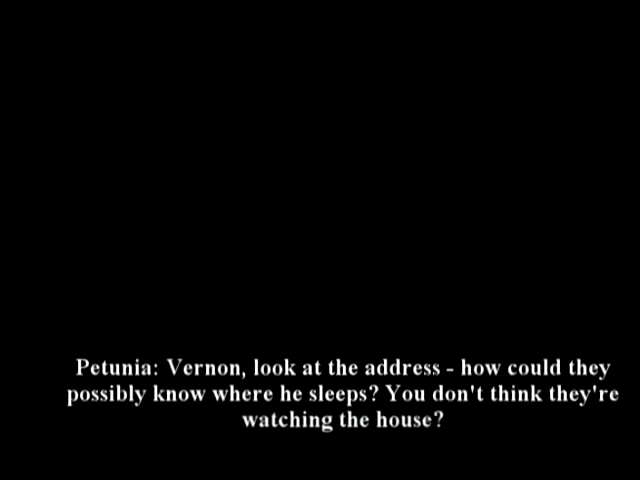 Petunia: Vernon, look at the address - how could they
possibly know where he sleeps? You don't think they're
watching the house?